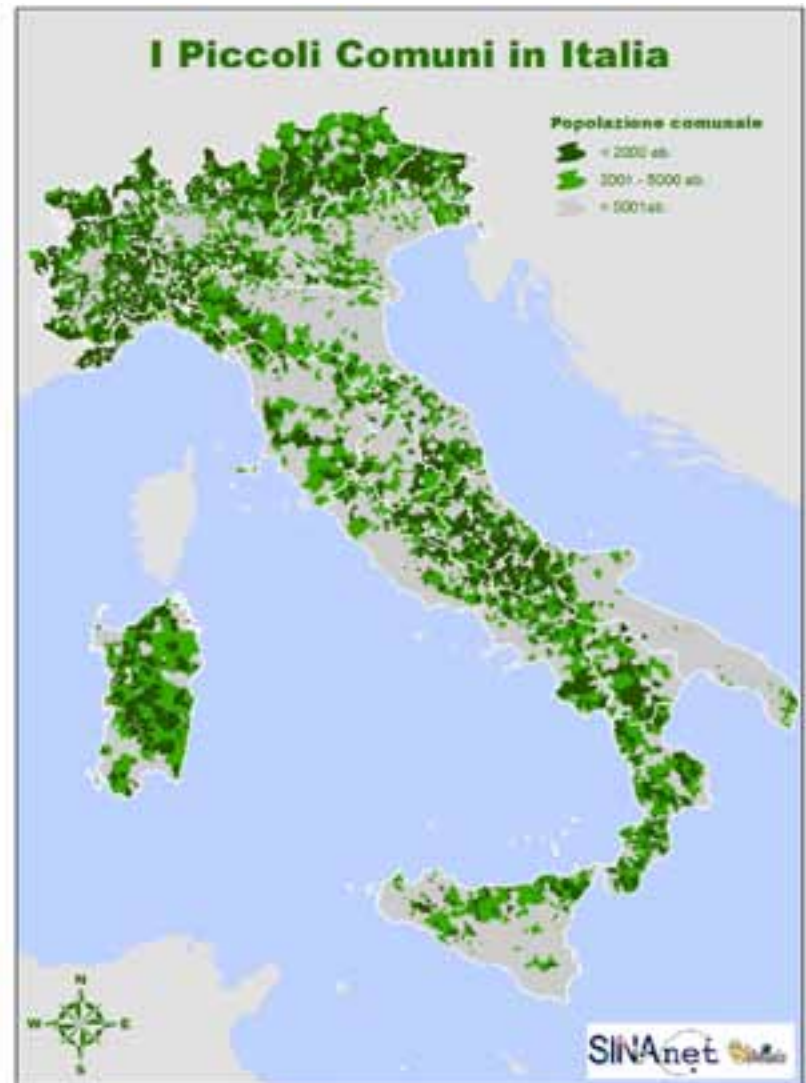 I Piccoli Comuni in Italia
Popolazione comunale
< 2000 ab.
2001 - 5000 ab.
5001ab.
N
W E
S
SINAnet